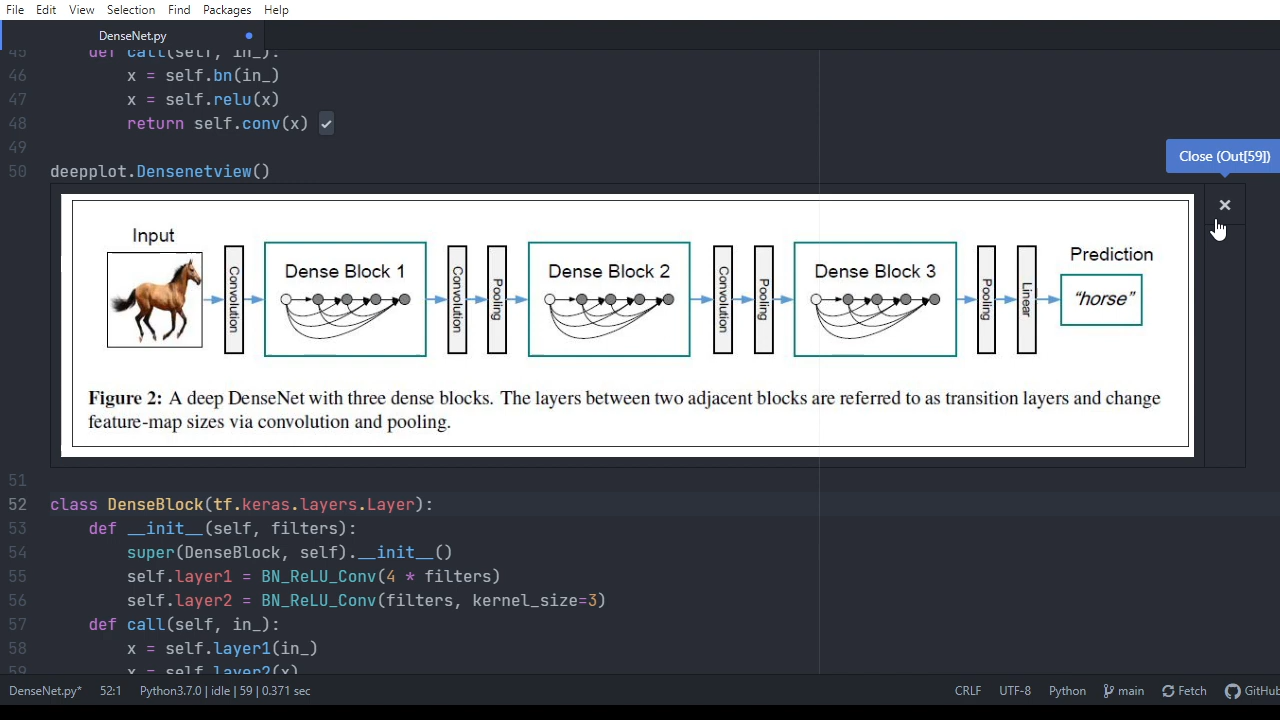 File Edit View Selection Find Packages Help
DenseNet.py
45 def call(self, in_):
46 x = self.bn(in_)
47 x = self.relu(x)
48 return self.conv(x)
49
50 deepplot.Densenetview()
Close (Out[59])
Input
Convolution
Dense Block 1
Convolution
Pooling
Dense Block 2
Convolution
Pooling
Dense Block 3
Pooling
Linear
Prediction
“horse”
Figure 2: A deep DenseNet with three dense blocks. The layers between two adjacent blocks are referred to as transition layers and change
feature-map sizes via convolution and pooling.
51
52 class DenseBlock(tf.keras.layers.Layer):
53 def __init__(self, filters):
54 super(DenseBlock, self).__init__()
55 self.layer1 = BN_ReLU_Conv(4 * filters)
56 self.layer2 = BN_ReLU_Conv(filters, kernel_size=3)
57 def call(self, in_):
58 x = self.layer1(in_)
59 x = self.layer2(x)
DenseNet.py* 52:1 Python3.7.0 | idle | 59 | 0.371 sec CRLF UTF-8 Python main Fetch GitHub